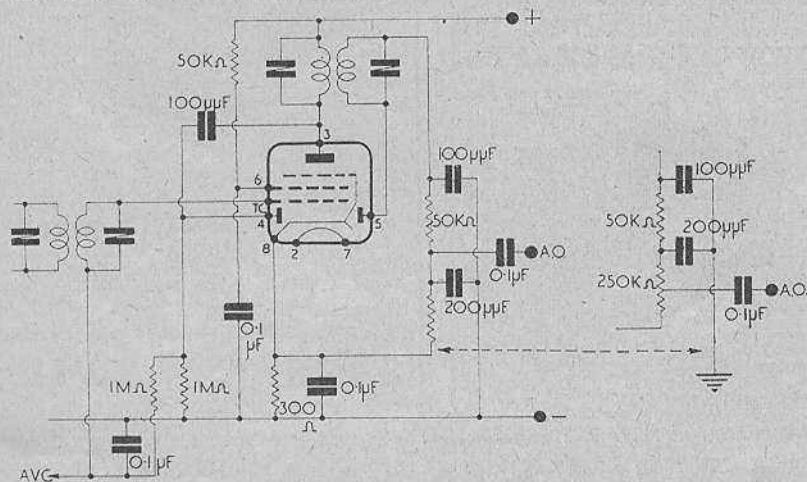 +
50KΩ
100μμF
3
6
TC
4
5
8
2
7
100μμF
50KΩ
A.O.
0·1μF
200μμF
100μμF
50KΩ
200μμF
250KΩ
A.O.
0·1μF
0·1
μF
1MΩ
1MΩ
300
Ω
0·1μF
−
0·1μF
AVC